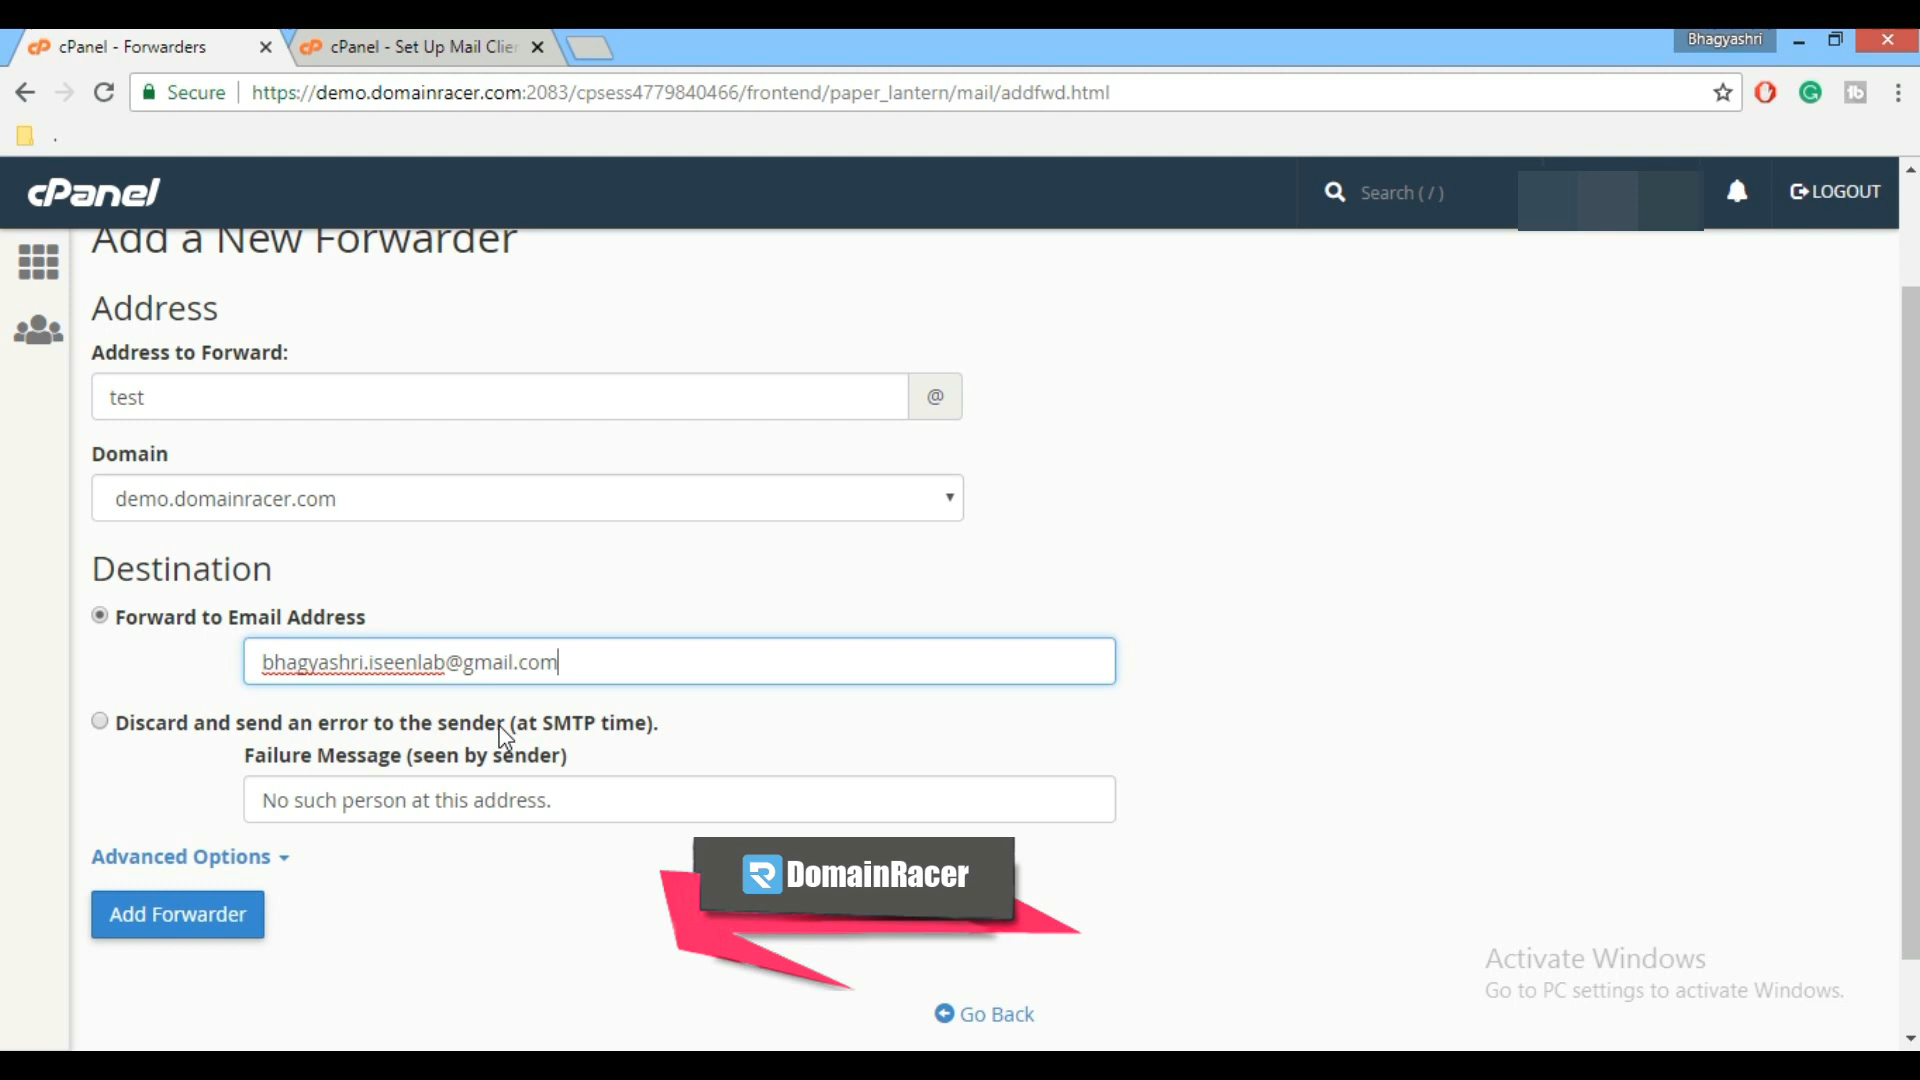 cPanel - Forwarders
cPanel - Set Up Mail Clie
Bhagyashri
Secure
https://demo.domainracer.com:2083/cpsess4779840466/frontend/paper_lantern/mail/addfwd.html
.
cPanel
Search ( / )
LOGOUT
Add a New Forwarder
Address
Address to Forward:
test @
Domain
demo.domainracer.com
Destination
Forward to Email Address
bhagyashri.iseenlab@gmail.com
Discard and send an error to the sender (at SMTP time).
Failure Message (seen by sender)
No such person at this address.
Advanced Options
DomainRacer
Add Forwarder
Activate Windows
Go to PC settings to activate Windows.
Go Back